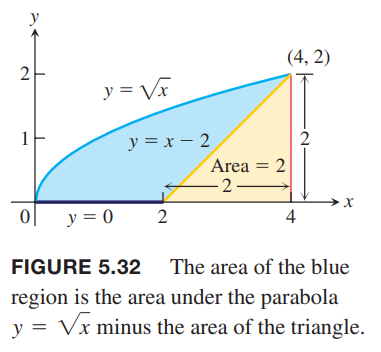 y
(4, 2)
2
y = √x
1
y = x − 2
2
Area = 2
2
x
0
y = 0
2
4
FIGURE 5.32 The area of the blue
region is the area under the parabola
y = √x minus the area of the triangle.